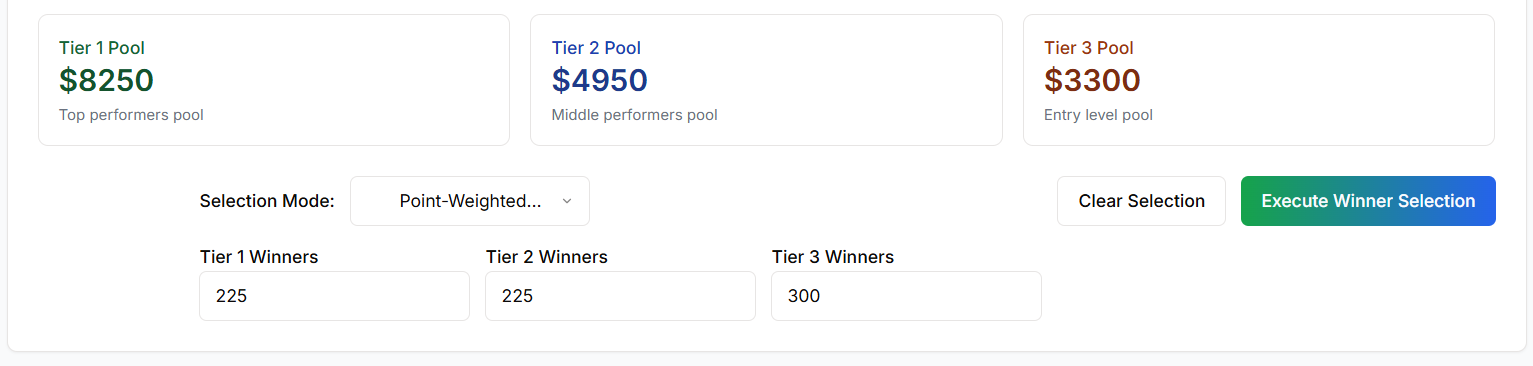 Tier 1 Pool
$8250
Top performers pool
Tier 2 Pool
$4950
Middle performers pool
Tier 3 Pool
$3300
Entry level pool
Selection Mode:
Point-Weighted...
Clear Selection
Execute Winner Selection
Tier 1 Winners
225
Tier 2 Winners
225
Tier 3 Winners
300